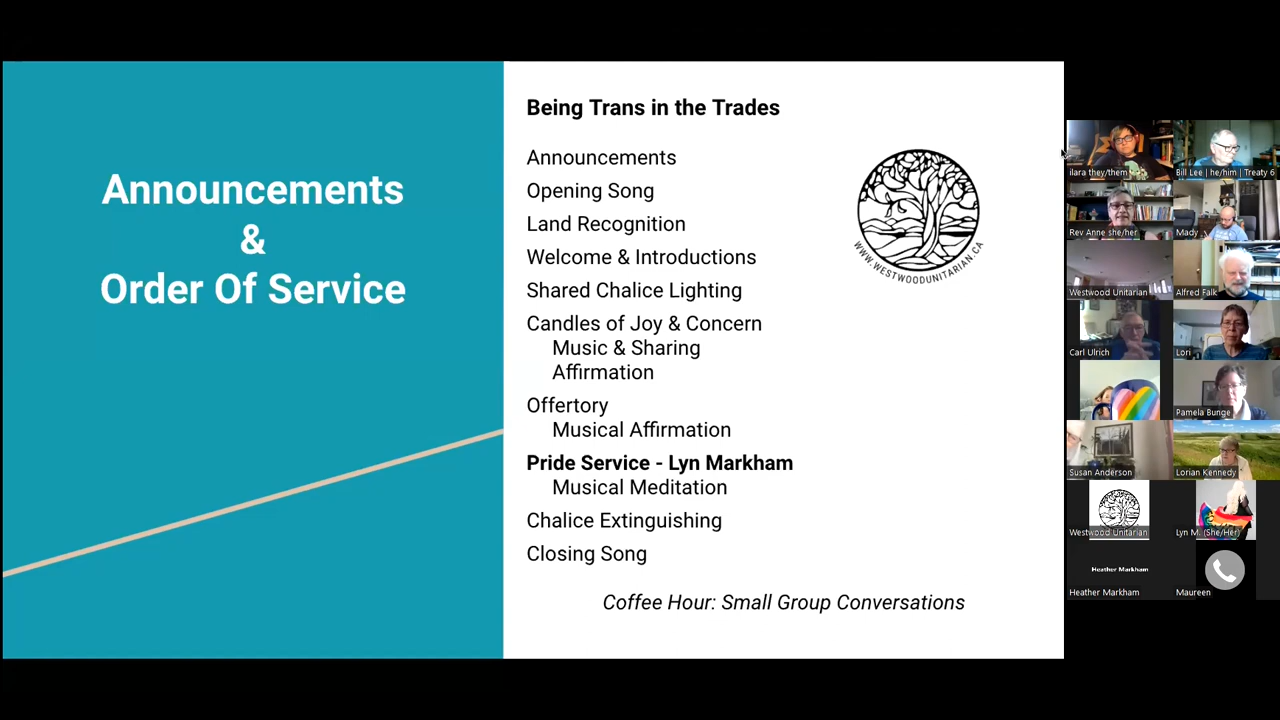 Announcements
&
Order Of Service
Being Trans in the Trades
Announcements
Opening Song
Land Recognition
Welcome & Introductions
Shared Chalice Lighting
Candles of Joy & Concern
Music & Sharing
Affirmation
Offertory
Musical Affirmation
Pride Service - Lyn Markham
Musical Meditation
Chalice Extinguishing
Closing Song
Coffee Hour: Small Group Conversations
WWW.WESTWOODUNITARIAN.CA
ilara they/them
Bill Lee | he/him | Treaty 6
Rev Anne she/her
Mady
Westwood Unitarian
Alfred Falk
Carl Ulrich
Lori
Pamela Bunge
Susan Anderson
Lorian Kennedy
Westwood Unitarian
Lyn M. (She/Her)
Heather Markham
Heather Markham
Maureen